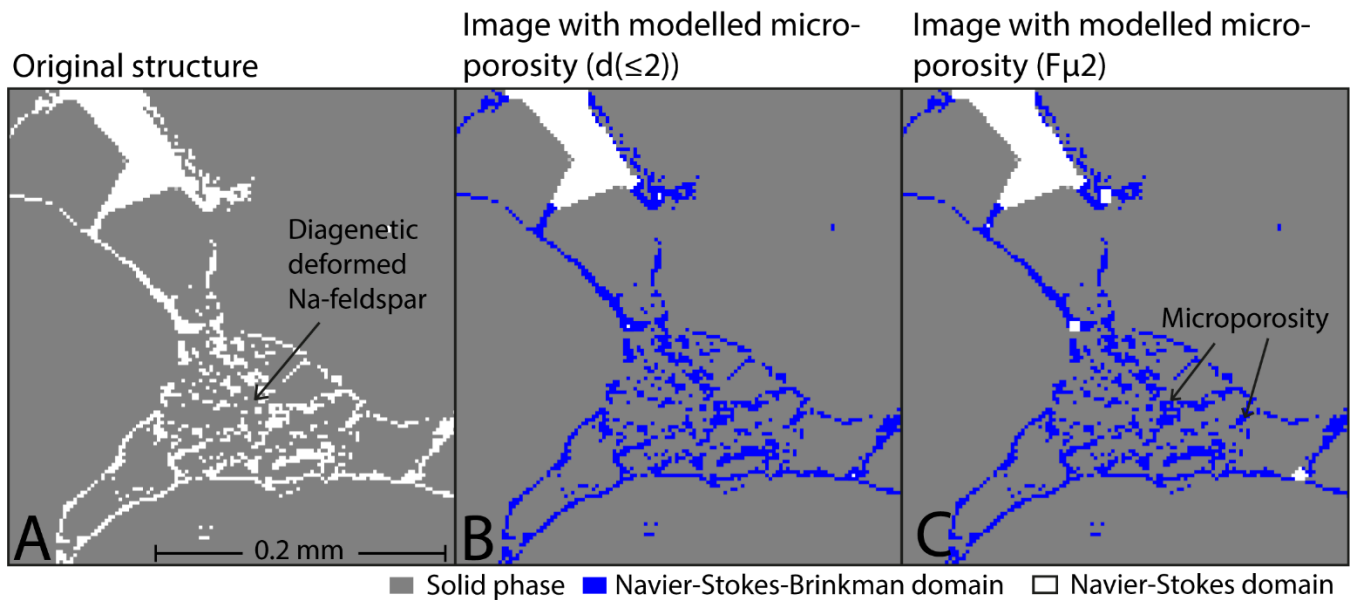 Original structure
Image with modelled micro-
porosity (d(≤2))
Image with modelled micro-
porosity (Fμ2)
Diagenetic
deformed
Na-feldspar
Microporosity
A
0.2 mm
B
C
Solid phase
Navier-Stokes-Brinkman domain
Navier-Stokes domain